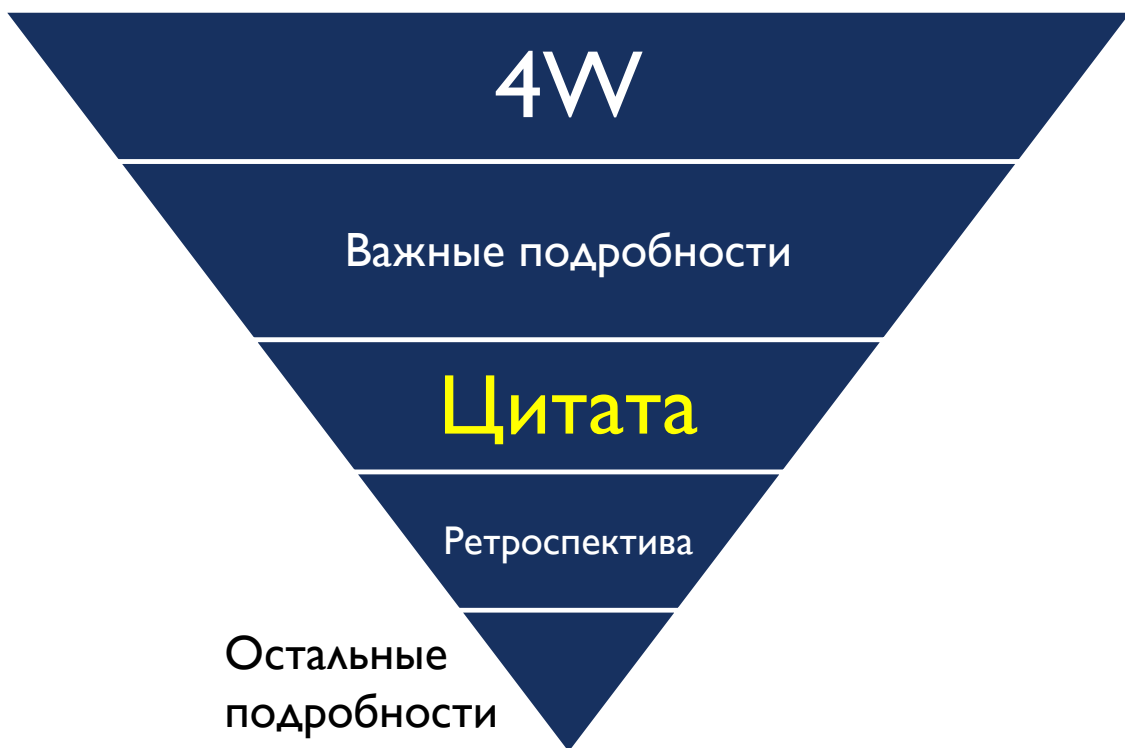 4W
Важные подробности
Цитата
Ретроспектива
Остальные
подробности